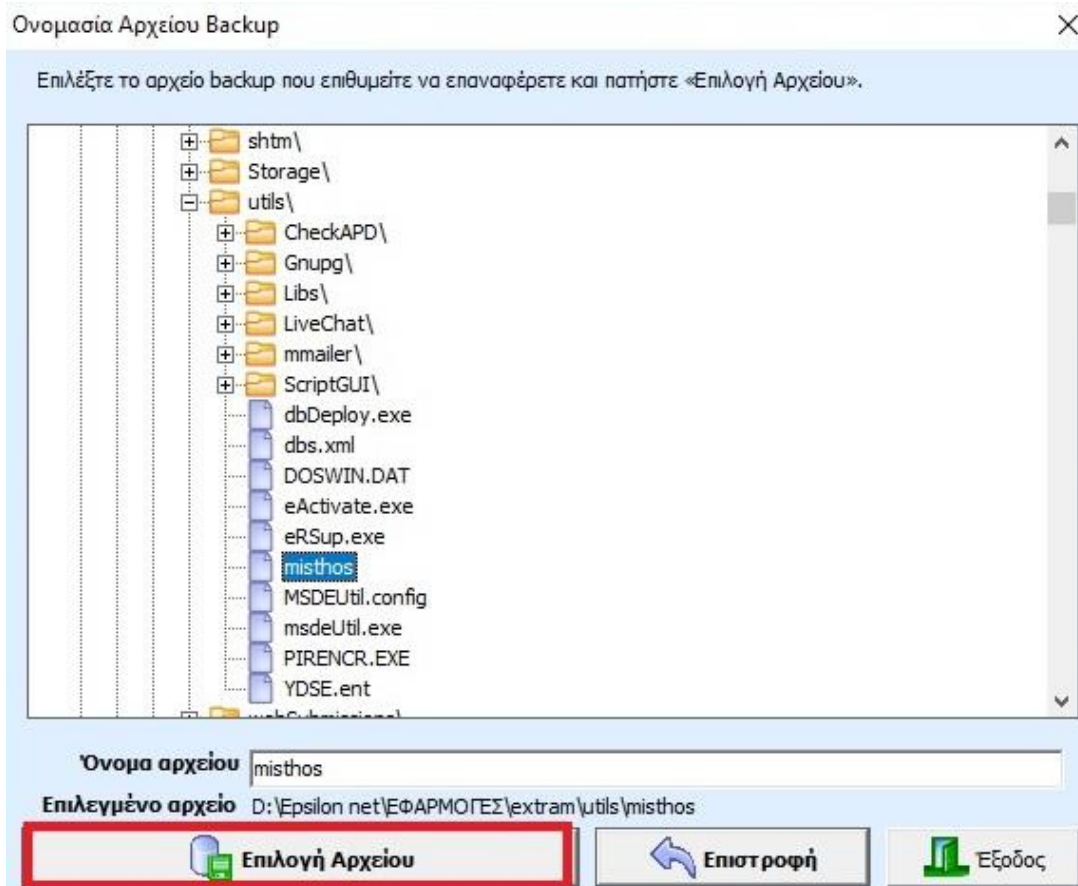 Ονομασία Αρχείου Backup
Επιλέξτε το αρχείο backup που επιθυμείτε να επαναφέρετε και πατήστε «Επιλογή Αρχείου».
shtm\
Storage\
utils\
CheckAPD\
Gnupg\
Libs\
LiveChat\
mmailer\
ScriptGUI\
dbDeploy.exe
dbs.xml
DOSWIN.DAT
eActivate.exe
eRSup.exe
misthos
MSDEUtil.config
msdeUtil.exe
PIRENCR.EXE
YDSE.ent
Όνομα αρχείου misthos
Επιλεγμένο αρχείο D:\Epsilon net\ΕΦΑΡΜΟΓΕΣ\extram\utils\misthos
Επιλογή Αρχείου Επιστροφή Έξοδος